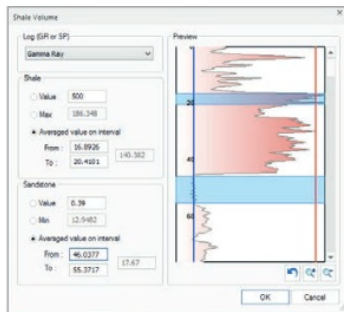 Shale Volume
Log (GR or SP)
Gamma Ray
Shale
Value 500
Max 186.348
Averaged value on interval
From : 16.8926
To : 20.4101
140.382
Sandstone
Value 0.39
Min 12.9482
Averaged value on interval
From : 46.0377
To : 55.3717
17.67
Preview
20
40
60
OK
Cancel